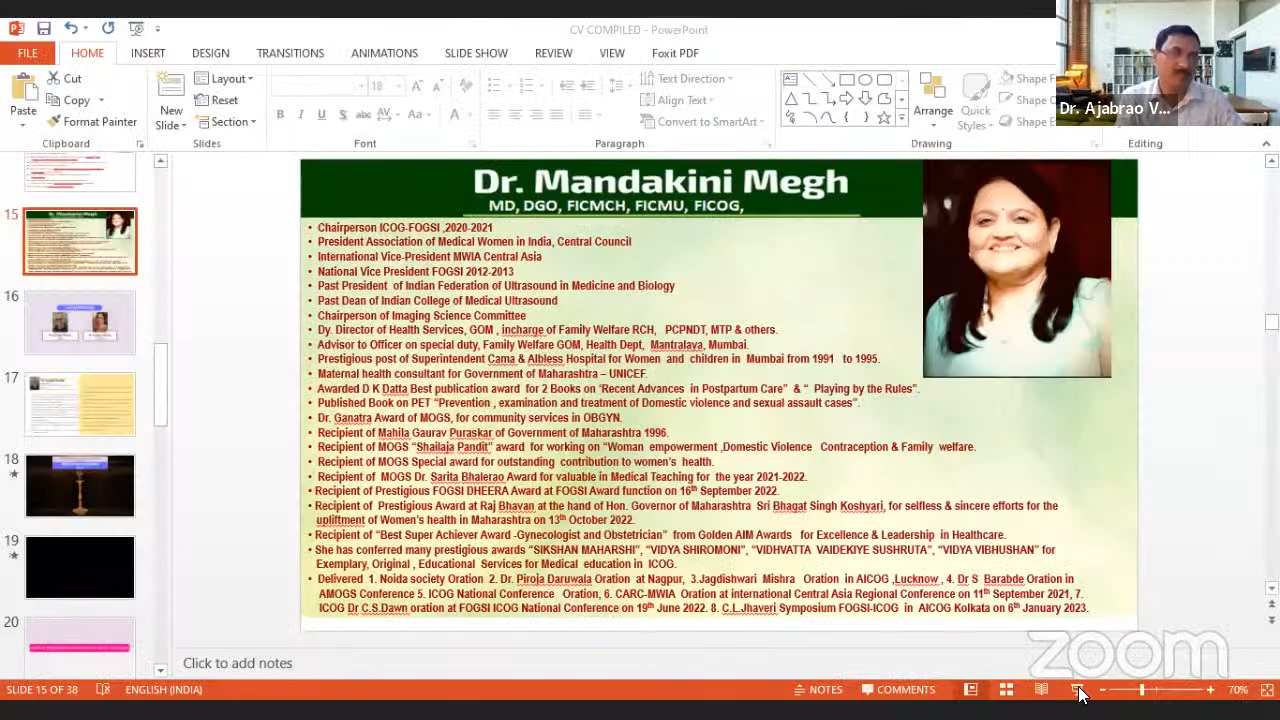 CV COMPILED - PowerPoint
FILE
HOME
INSERT
DESIGN
TRANSITIONS
ANIMATIONS
SLIDE SHOW
REVIEW
VIEW
Foxit PDF
Paste
Cut
Copy
Format Painter
Clipboard
New
Slide
Layout
Reset
Section
Slides
18
Font
Text Direction
Align Text
Convert to SmartArt
Paragraph
Arrange
Quick
Styles
Shape F
Shape O
Shape E
Drawing
Editing
Dr. Ajabrao V...
15
16
17
18
19
20
Dr. Mandakini Megh
MD, DGO, FICMCH, FICMU, FICOG,
• Chairperson ICOG-FOGSI ,2020-2021
• President Association of Medical Women in India, Central Council
• International Vice-President MWIA Central Asia
• National Vice President FOGSI 2012-2013
• Past President of Indian Federation of Ultrasound in Medicine and Biology
• Past Dean of Indian College of Medical Ultrasound
• Chairperson of Imaging Science Committee
• Dy. Director of Health Services, GOM , incharge of Family Welfare RCH, PCPNDT, MTP & others.
• Advisor to Officer on special duty, Family Welfare GOM, Health Dept, Mantralaya, Mumbai.
• Prestigious post of Superintendent Cama & Albless Hospital for Women and children in Mumbai from 1991 to 1995.
• Maternal health consultant for Government of Maharashtra – UNICEF.
• Awarded D K Datta Best publication award for 2 Books on "Recent Advances in Postpartum Care" & " Playing by the Rules".
• Published Book on PET "Prevention, examination and treatment of Domestic violence and sexual assault cases".
• Dr. Ganatra Award of MOGS, for community services in OBGYN.
• Recipient of Mahila Gaurav Puraskar of Government of Maharashtra 1996.
• Recipient of MOGS "Shailaja Pandit" award for working on "Woman empowerment ,Domestic Violence Contraception & Family welfare.
• Recipient of MOGS Special award for outstanding contribution to women's health.
• Recipient of MOGS Dr. Sarita Bhalerao Award for valuable in Medical Teaching for the year 2021-2022.
• Recipient of Prestigious FOGSI DHEERA Award at FOGSI Award function on 16th September 2022.
• Recipient of Prestigious Award at Raj Bhavan at the hand of Hon. Governor of Maharashtra Sri Bhagat Singh Koshyari, for selfless & sincere efforts for the
upliftment of Women's health in Maharashtra on 13th October 2022.
• Recipient of "Best Super Achiever Award -Gynecologist and Obstetrician" from Golden AIM Awards for Excellence & Leadership in Healthcare.
• She has conferred many prestigious awards "SIKSHAN MAHARSHI", "VIDYA SHIROMONI", "VIDHVATTA VAIDEKIYE SUSHRUTA", "VIDYA VIBHUSHAN" for
Exemplary, Original , Educational Services for Medical education in ICOG.
• Delivered 1. Noida society Oration 2. Dr. Piroja Daruwala Oration at Nagpur, 3.Jagdishwari Mishra Oration in AICOG ,Lucknow , 4. Dr S Barabde Oration in
AMOGS Conference 5. ICOG National Conference Oration, 6. CARC-MWIA Oration at international Central Asia Regional Conference on 11th September 2021, 7.
ICOG Dr C.S.Dawn oration at FOGSI ICOG National Conference on 19th June 2022. 8. C.L.Jhaveri Symposium FOGSI-ICOG in AICOG Kolkata on 6th January 2023.
Click to add notes
zoom
SLIDE 15 OF 38
ENGLISH (INDIA)
NOTES
COMMENTS
70%